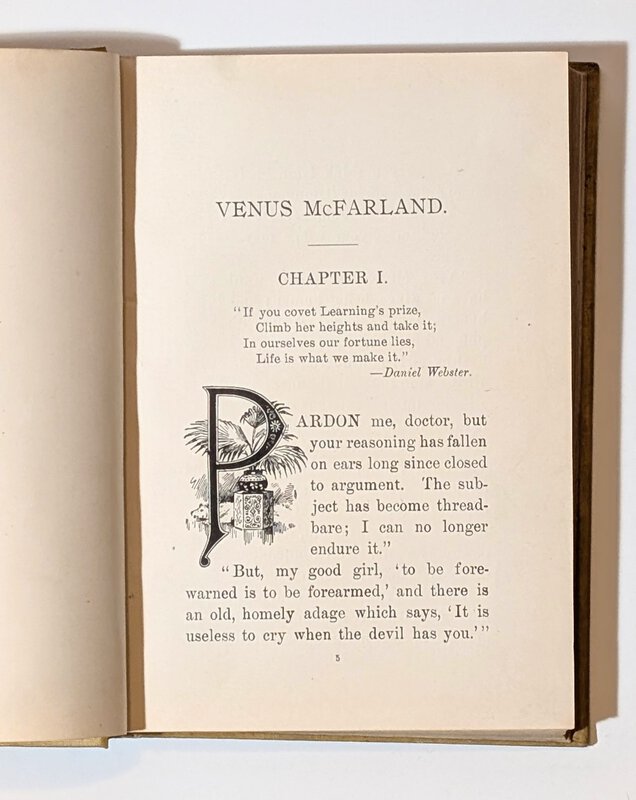 VENUS McFARLAND.
CHAPTER I.
"If you covet Learning's prize,
Climb her heights and take it;
In ourselves our fortune lies,
Life is what we make it."
—Daniel Webster.
PARDON me, doctor, but
your reasoning has fallen
on ears long since closed
to argument. The sub-
ject has become thread-
bare; I can no longer
endure it."
"But, my good girl, 'to be fore-
warned is to be forearmed,' and there is
an old, homely adage which says, 'It is
useless to cry when the devil has you.'"
5